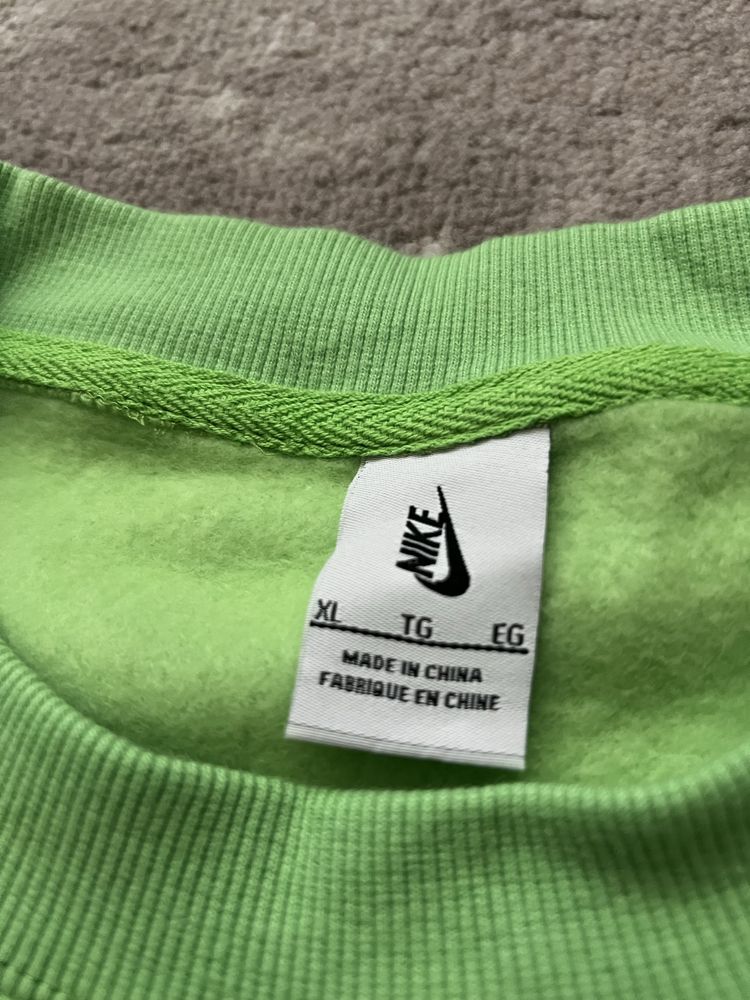 NIKE
XL TG EG
MADE IN CHINA
FABRIQUE EN CHINE